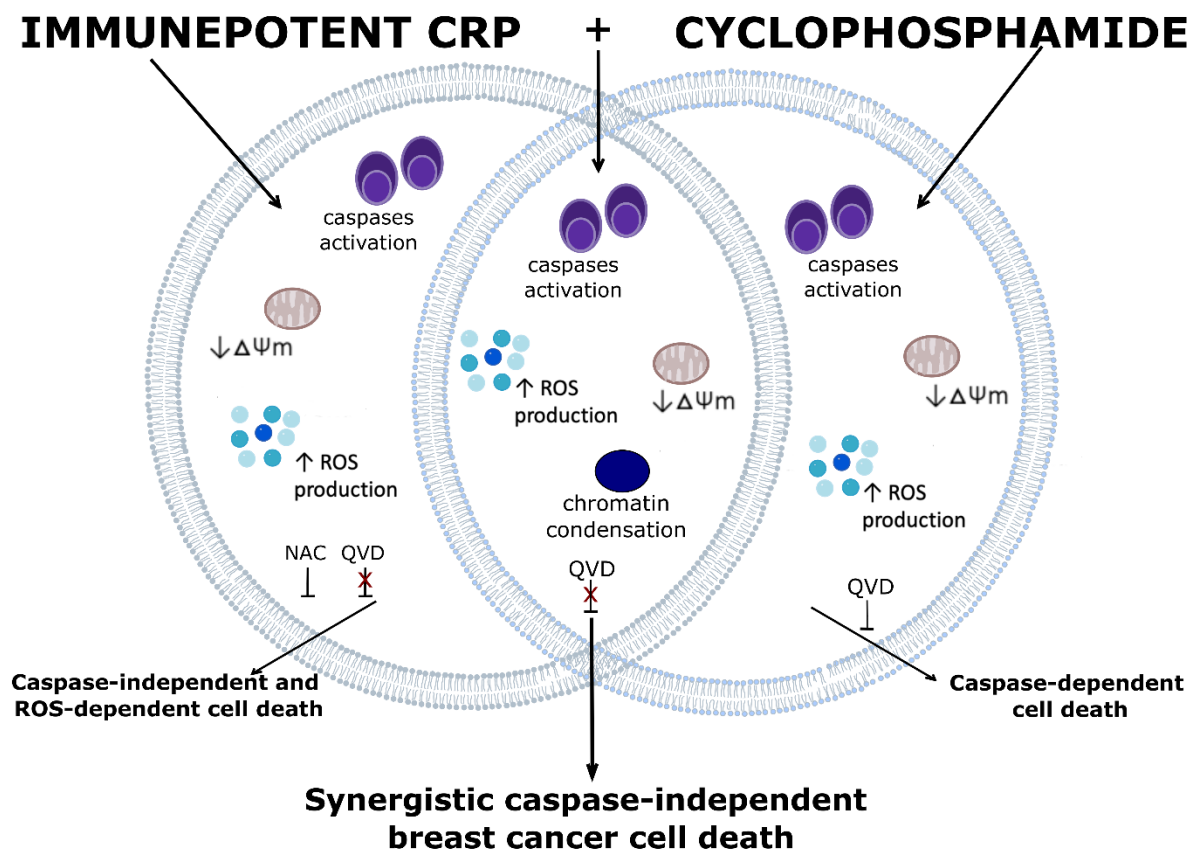 IMMUNEPOTENT CRP + CYCLOPHOSPHAMIDE
caspases
activation
↓ΔΨm
↑ ROS
production
NAC QVD
X
Caspase-independent and
ROS-dependent cell death
caspases
activation
↑ ROS
production
↓ΔΨm
chromatin
condensation
QVD
X
Synergistic caspase-independent
breast cancer cell death
caspases
activation
↓ΔΨm
↑ ROS
production
QVD
Caspase-dependent
cell death